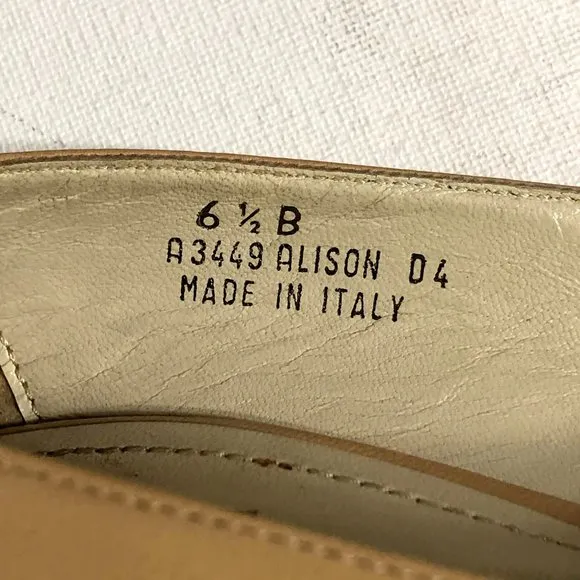 6 ½ B
A3449 ALISON D4
MADE IN ITALY